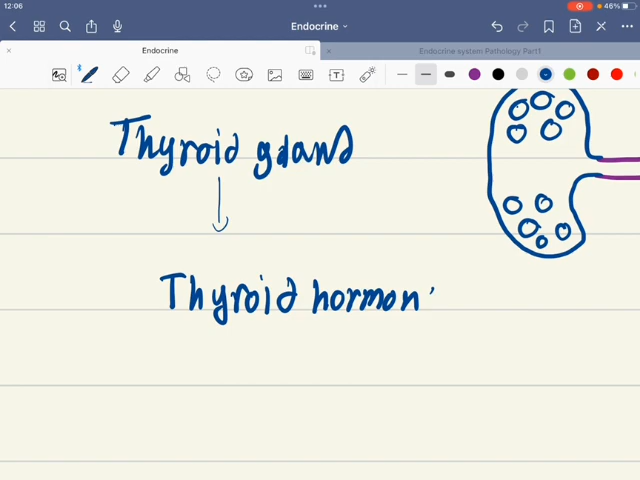 12:06
46%
Endocrine
Endocrine
Endocrine system Pathology Part1
Thyroid gland
Thyroid hormon